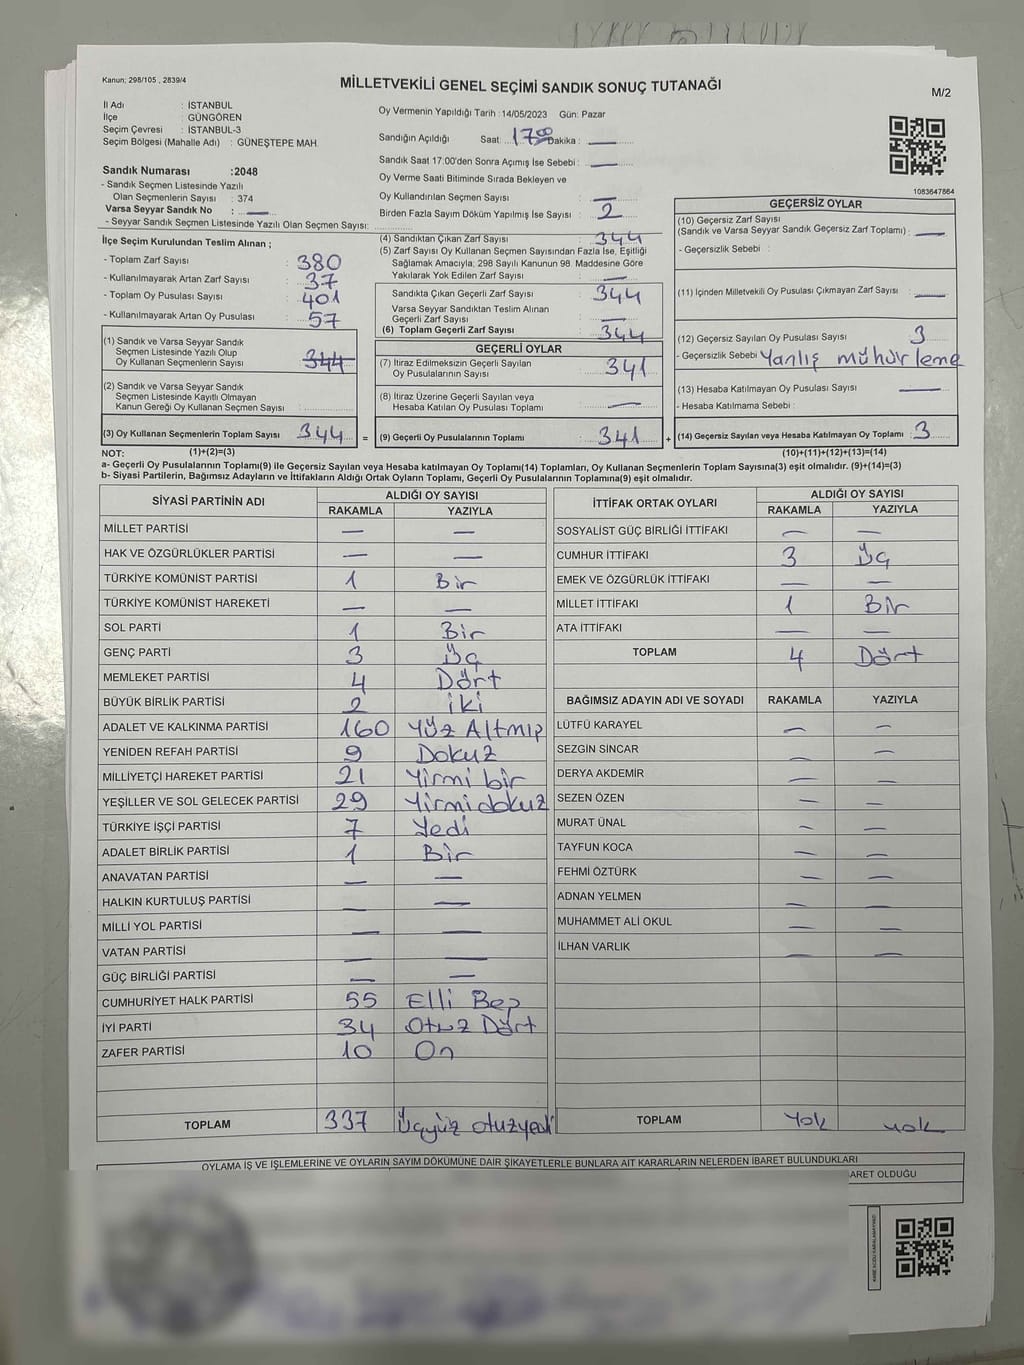 Kanun; 298/105 , 2839/4
MİLLETVEKİLİ GENEL SEÇİMİ SANDIK SONUÇ TUTANAĞI
M/2
İl Adı : İSTANBUL
İlçe : GÜNGÖREN
Seçim Çevresi : İSTANBUL-3
Seçim Bölgesi (Mahalle Adı) : GÜNEŞTEPE MAH.
Oy Vermenin Yapıldığı Tarih :14/05/2023 Gün: Pazar
Sandığın Açıldığı Saat: 17 00 Dakika : —
Sandık Saat 17:00'den Sonra Açımış İse Sebebi : —
Oy Verme Saati Bitiminde Sırada Bekleyen ve
Oy Kullandırılan Seçmen Sayısı : —
Birden Fazla Sayım Döküm Yapılmış İse Sayısı : 2
1083647864
Sandık Numarası :2048
- Sandık Seçmen Listesinde Yazılı
Olan Seçmenlerin Sayısı : 374
Varsa Seyyar Sandık No : —
- Seyyar Sandık Seçmen Listesinde Yazılı Olan Seçmen Sayısı:
İlçe Seçim Kurulundan Teslim Alınan ;
- Toplam Zarf Sayısı : 380
- Kullanılmayarak Artan Zarf Sayısı : 37
- Toplam Oy Pusulası Sayısı : 401
- Kullanılmayarak Artan Oy Pusulası : 57
(1) Sandık ve Varsa Seyyar Sandık
Seçmen Listesinde Yazılı Olup
Oy Kullanan Seçmenlerin Sayısı : 344
(2) Sandık ve Varsa Seyyar Sandık
Seçmen Listesinde Kayıtlı Olmayan
Kanun Gereği Oy Kullanan Seçmen Sayısı :
(3) Oy Kullanan Seçmenlerin Toplam Sayısı : 344 =
(4) Sandıktan Çıkan Zarf Sayısı : 344
(5) Zarf Sayısı Oy Kullanan Seçmen Sayısından Fazla İse, Eşitliği
Sağlamak Amacıyla; 298 Sayılı Kanunun 98. Maddesine Göre
Yakılarak Yok Edilen Zarf Sayısı : —
Sandıkta Çıkan Geçerli Zarf Sayısı : 344
Varsa Seyyar Sandıktan Teslim Alınan
Geçerli Zarf Sayısı : —
(6) Toplam Geçerli Zarf Sayısı : 344
GEÇERLİ OYLAR
(7) İtiraz Edilmeksizin Geçerli Sayılan
Oy Pusulalarının Sayısı : 341
(8) İtiraz Üzerine Geçerli Sayılan veya
Hesaba Katılan Oy Pusulası Toplamı : —
(9) Geçerli Oy Pusulalarının Toplamı : 341 +
GEÇERSİZ OYLAR
(10) Geçersiz Zarf Sayısı
(Sandık ve Varsa Seyyar Sandık Geçersiz Zarf Toplamı) : —
- Geçersizlik Sebebi :
(11) İçinden Milletvekili Oy Pusulası Çıkmayan Zarf Sayısı : —
(12) Geçersiz Sayılan Oy Pusulası Sayısı : 3
- Geçersizlik Sebebi : Yanlış mühürleme
(13) Hesaba Katılmayan Oy Pusulası Sayısı : —
- Hesaba Katılmama Sebebi :
(14) Geçersiz Sayılan veya Hesaba Katılmayan Oy Toplamı : 3
NOT: (1)+(2)=(3) (10)+(11)+(12)+(13)=(14)
a- Geçerli Oy Pusulalarının Toplamı(9) ile Geçersiz Sayılan veya Hesaba katılmayan Oy Toplamı(14) Toplamları, Oy Kullanan Seçmenlerin Toplam Sayısına(3) eşit olmalıdır. (9)+(14)=(3)
b- Siyasi Partilerin, Bağımsız Adayların ve İttifakların Aldığı Ortak Oyların Toplamı, Geçerli Oy Pusulalarının Toplamına(9) eşit olmalıdır.
SİYASİ PARTİNİN ADI ALDIĞI OY SAYISI
RAKAMLA YAZIYLA
MİLLET PARTİSİ — —
HAK VE ÖZGÜRLÜKLER PARTİSİ — —
TÜRKİYE KOMÜNİST PARTİSİ 1 Bir
TÜRKİYE KOMÜNİST HAREKETİ — —
SOL PARTİ 1 Bir
GENÇ PARTİ 3 Üç
MEMLEKET PARTİSİ 4 Dört
BÜYÜK BİRLİK PARTİSİ 2 iki
ADALET VE KALKINMA PARTİSİ 160 Yüz Altmış
YENİDEN REFAH PARTİSİ 9 Dokuz
MİLLİYETÇİ HAREKET PARTİSİ 21 Yirmi bir
YEŞİLLER VE SOL GELECEK PARTİSİ 29 Yirmi dokuz
TÜRKİYE İŞÇİ PARTİSİ 7 Yedi
ADALET BİRLİK PARTİSİ 1 Bir
ANAVATAN PARTİSİ — —
HALKIN KURTULUŞ PARTİSİ — —
MİLLİ YOL PARTİSİ — —
VATAN PARTİSİ — —
GÜÇ BİRLİĞİ PARTİSİ — —
CUMHURİYET HALK PARTİSİ 55 Elli Beş
İYİ PARTİ 34 Otuz Dört
ZAFER PARTİSİ 10 On
TOPLAM 337 Üçyüz otuzyedi
İTTİFAK ORTAK OYLARI ALDIĞI OY SAYISI
RAKAMLA YAZIYLA
SOSYALİST GÜÇ BİRLİĞİ İTTİFAKI — —
CUMHUR İTTİFAKI 3 Üç
EMEK VE ÖZGÜRLÜK İTTİFAKI — —
MİLLET İTTİFAKI 1 Bir
ATA İTTİFAKI — —
TOPLAM 4 Dört
BAĞIMSIZ ADAYIN ADI VE SOYADI RAKAMLA YAZIYLA
LÜTFÜ KARAYEL — —
SEZGİN SINCAR — —
DERYA AKDEMİR — —
SEZEN ÖZEN — —
MURAT ÜNAL — —
TAYFUN KOCA — —
FEHMİ ÖZTÜRK — —
ADNAN YELMEN — —
MUHAMMET ALİ OKUL — —
İLHAN VARLIK — —
TOPLAM Yok yok
OYLAMA İŞ VE İŞLEMLERİNE VE OYLARIN SAYIM DÖKÜMÜNE DAİR ŞİKAYETLERLE BUNLARA AİT KARARLARIN NELERDEN İBARET BULUNDUKLARI
ARET OLDUĞU